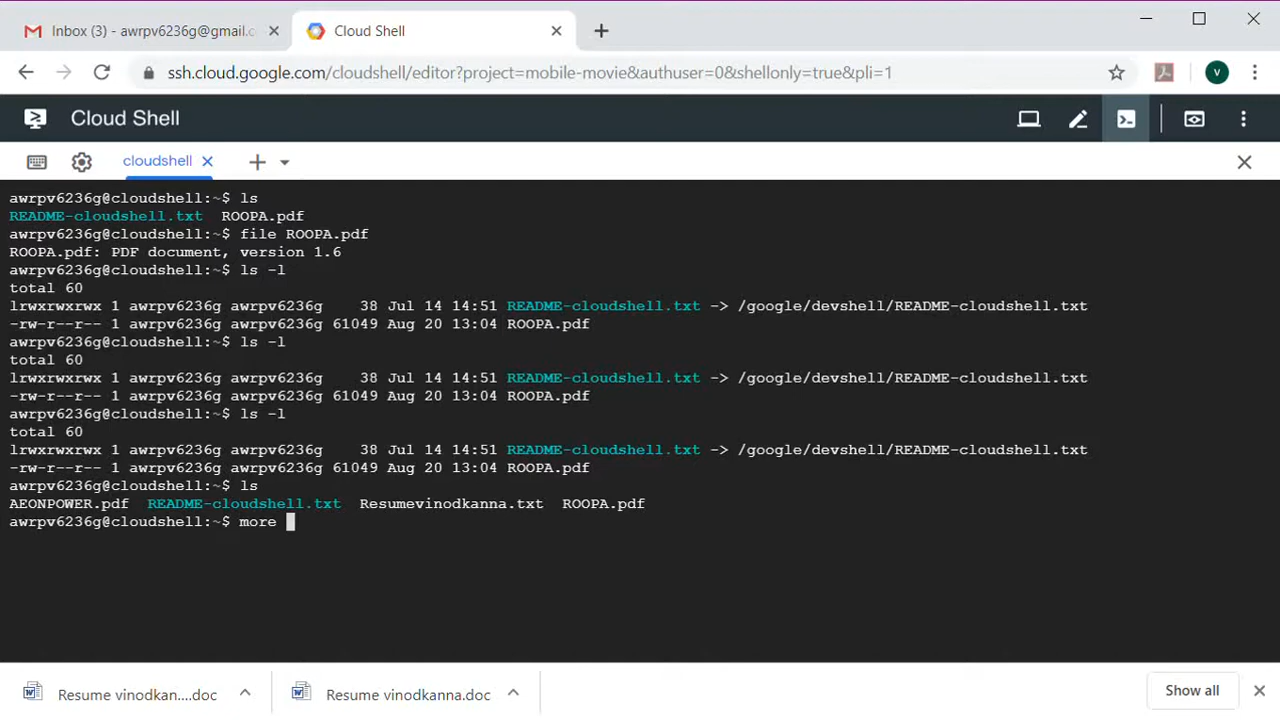 Inbox (3) - awrpv6236g@gmail.c
Cloud Shell
ssh.cloud.google.com/cloudshell/editor?project=mobile-movie&authuser=0&shellonly=true&pli=1
V
Cloud Shell
cloudshell
awrpv6236g@cloudshell:~$ ls
README-cloudshell.txt  ROOPA.pdf
awrpv6236g@cloudshell:~$ file ROOPA.pdf
ROOPA.pdf: PDF document, version 1.6
awrpv6236g@cloudshell:~$ ls -l
total 60
lrwxrwxrwx 1 awrpv6236g awrpv6236g    38 Jul 14 14:51 README-cloudshell.txt -> /google/devshell/README-cloudshell.txt
-rw-r--r-- 1 awrpv6236g awrpv6236g 61049 Aug 20 13:04 ROOPA.pdf
awrpv6236g@cloudshell:~$ ls -l
total 60
lrwxrwxrwx 1 awrpv6236g awrpv6236g    38 Jul 14 14:51 README-cloudshell.txt -> /google/devshell/README-cloudshell.txt
-rw-r--r-- 1 awrpv6236g awrpv6236g 61049 Aug 20 13:04 ROOPA.pdf
awrpv6236g@cloudshell:~$ ls -l
total 60
lrwxrwxrwx 1 awrpv6236g awrpv6236g    38 Jul 14 14:51 README-cloudshell.txt -> /google/devshell/README-cloudshell.txt
-rw-r--r-- 1 awrpv6236g awrpv6236g 61049 Aug 20 13:04 ROOPA.pdf
awrpv6236g@cloudshell:~$ ls
AEONPOWER.pdf  README-cloudshell.txt  Resumevinodkanna.txt  ROOPA.pdf
awrpv6236g@cloudshell:~$ more
Resume vinodkan....doc
Resume vinodkanna.doc
Show all